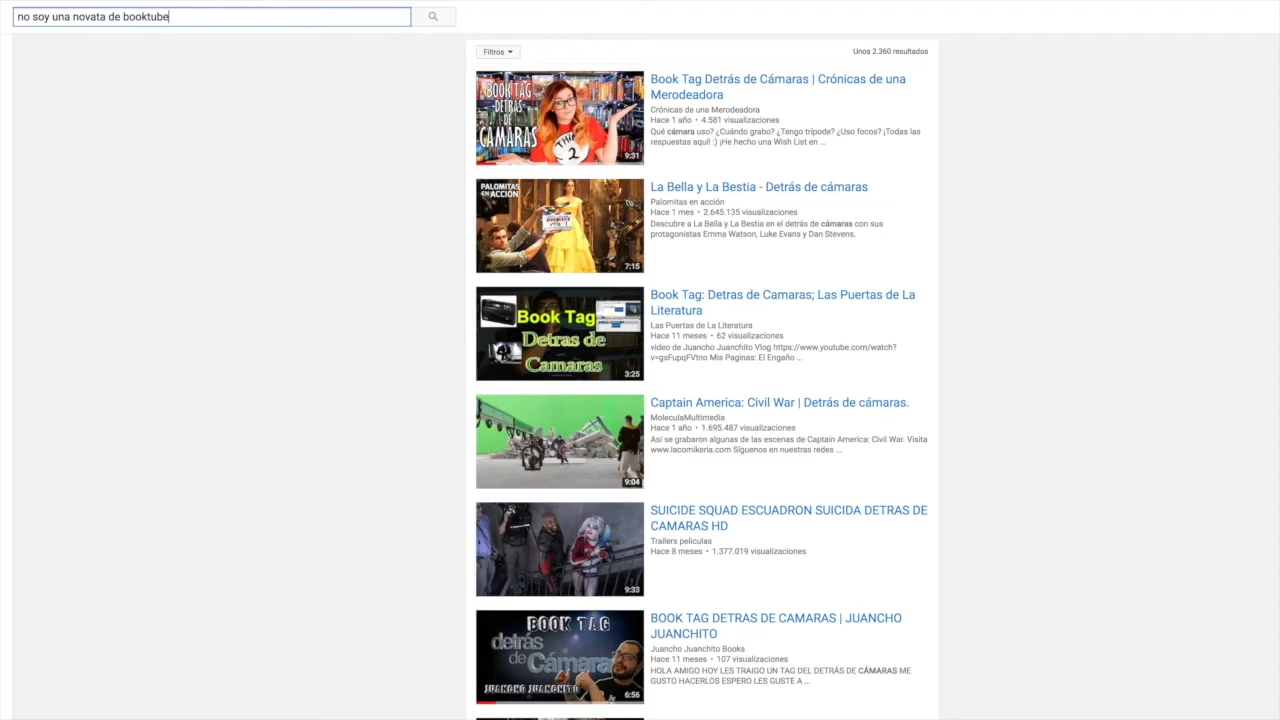 no soy una novata de booktube
Filtros
Unos 2.360 resultados
BOOK TAG
DETRÁS
DE
CÁMARAS
THING
2
9:31
Book Tag Detrás de Cámaras | Crónicas de una
Merodeadora
Crónicas de una Merodeadora
Hace 1 año • 4.581 visualizaciones
Qué cámara uso? ¿Cuándo grabo? ¿Tengo trípode? ¿Uso focos? ¡Todas las
respuestas aquí! :) ¡He hecho una Wish List en ...
PALOMITAS
EN ACCIÓN
7:15
La Bella y La Bestia - Detrás de cámaras
Palomitas en acción
Hace 1 mes • 2.645.135 visualizaciones
Descubre a La Bella y La Bestia en el detrás de cámaras con sus
protagonistas Emma Watson, Luke Evans y Dan Stevens.
Book Tag
Detras de
Camaras
3:25
Book Tag: Detras de Camaras; Las Puertas de La
Literatura
Las Puertas de La Literatura
Hace 11 meses • 62 visualizaciones
video de Juancho Juanchito Vlog https://www.youtube.com/watch?
v=gsFupqFVtno Mis Paginas: El Engaño ...
9:04
Captain America: Civil War | Detrás de cámaras.
MoleculaMultimedia
Hace 1 año • 1.695.487 visualizaciones
Así se grabaron algunas de las escenas de Captain America: Civil War. Visita
www.lacomikeria.com Síguenos en nuestras redes ...
9:33
SUICIDE SQUAD ESCUADRON SUICIDA DETRAS DE
CAMARAS HD
Trailers peliculas
Hace 8 meses • 1.377.019 visualizaciones
BOOK TAG
detrás
de Cámaras
JUANCHO JUANCHITO
6:56
BOOK TAG DETRAS DE CAMARAS | JUANCHO
JUANCHITO
Juancho Juanchito Books
Hace 11 meses • 107 visualizaciones
HOLA AMIGO HOY LES TRAIGO UN TAG DEL DETRÁS DE CÁMARAS ME
GUSTO HACERLOS ESPERO LES GUSTE A ...